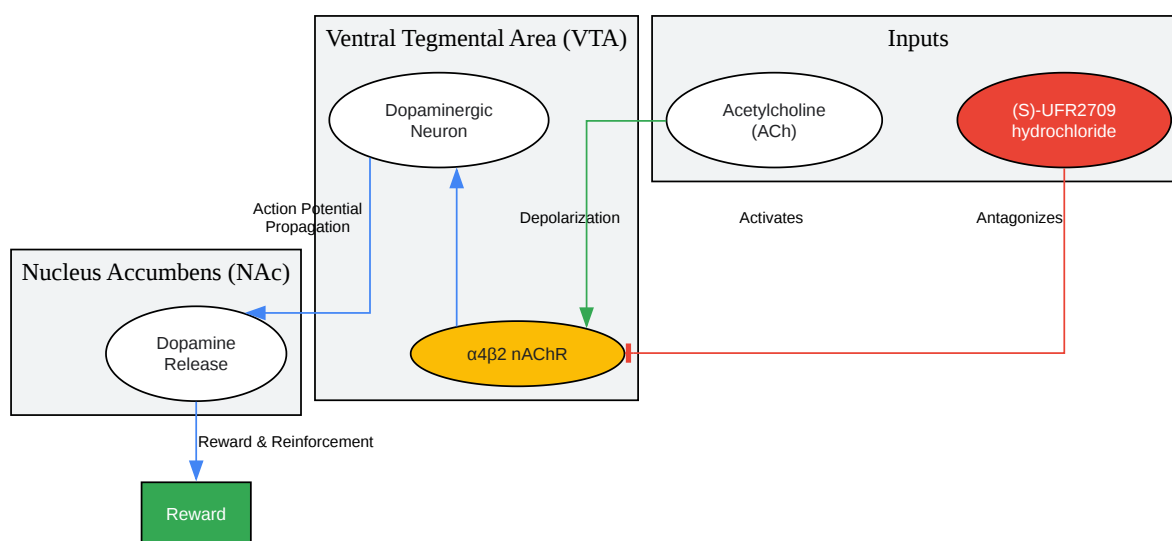 Ventral Tegmental Area (VTA)
Inputs
Dopaminergic
Neuron
Acetylcholine
(ACh)
(S)-UFR2709
hydrochloride
Action Potential
Propagation
Depolarization
Activates
Antagonizes
Nucleus Accumbens (NAc)
Dopamine
Release
α4β2 nAChR
Reward & Reinforcement
Reward